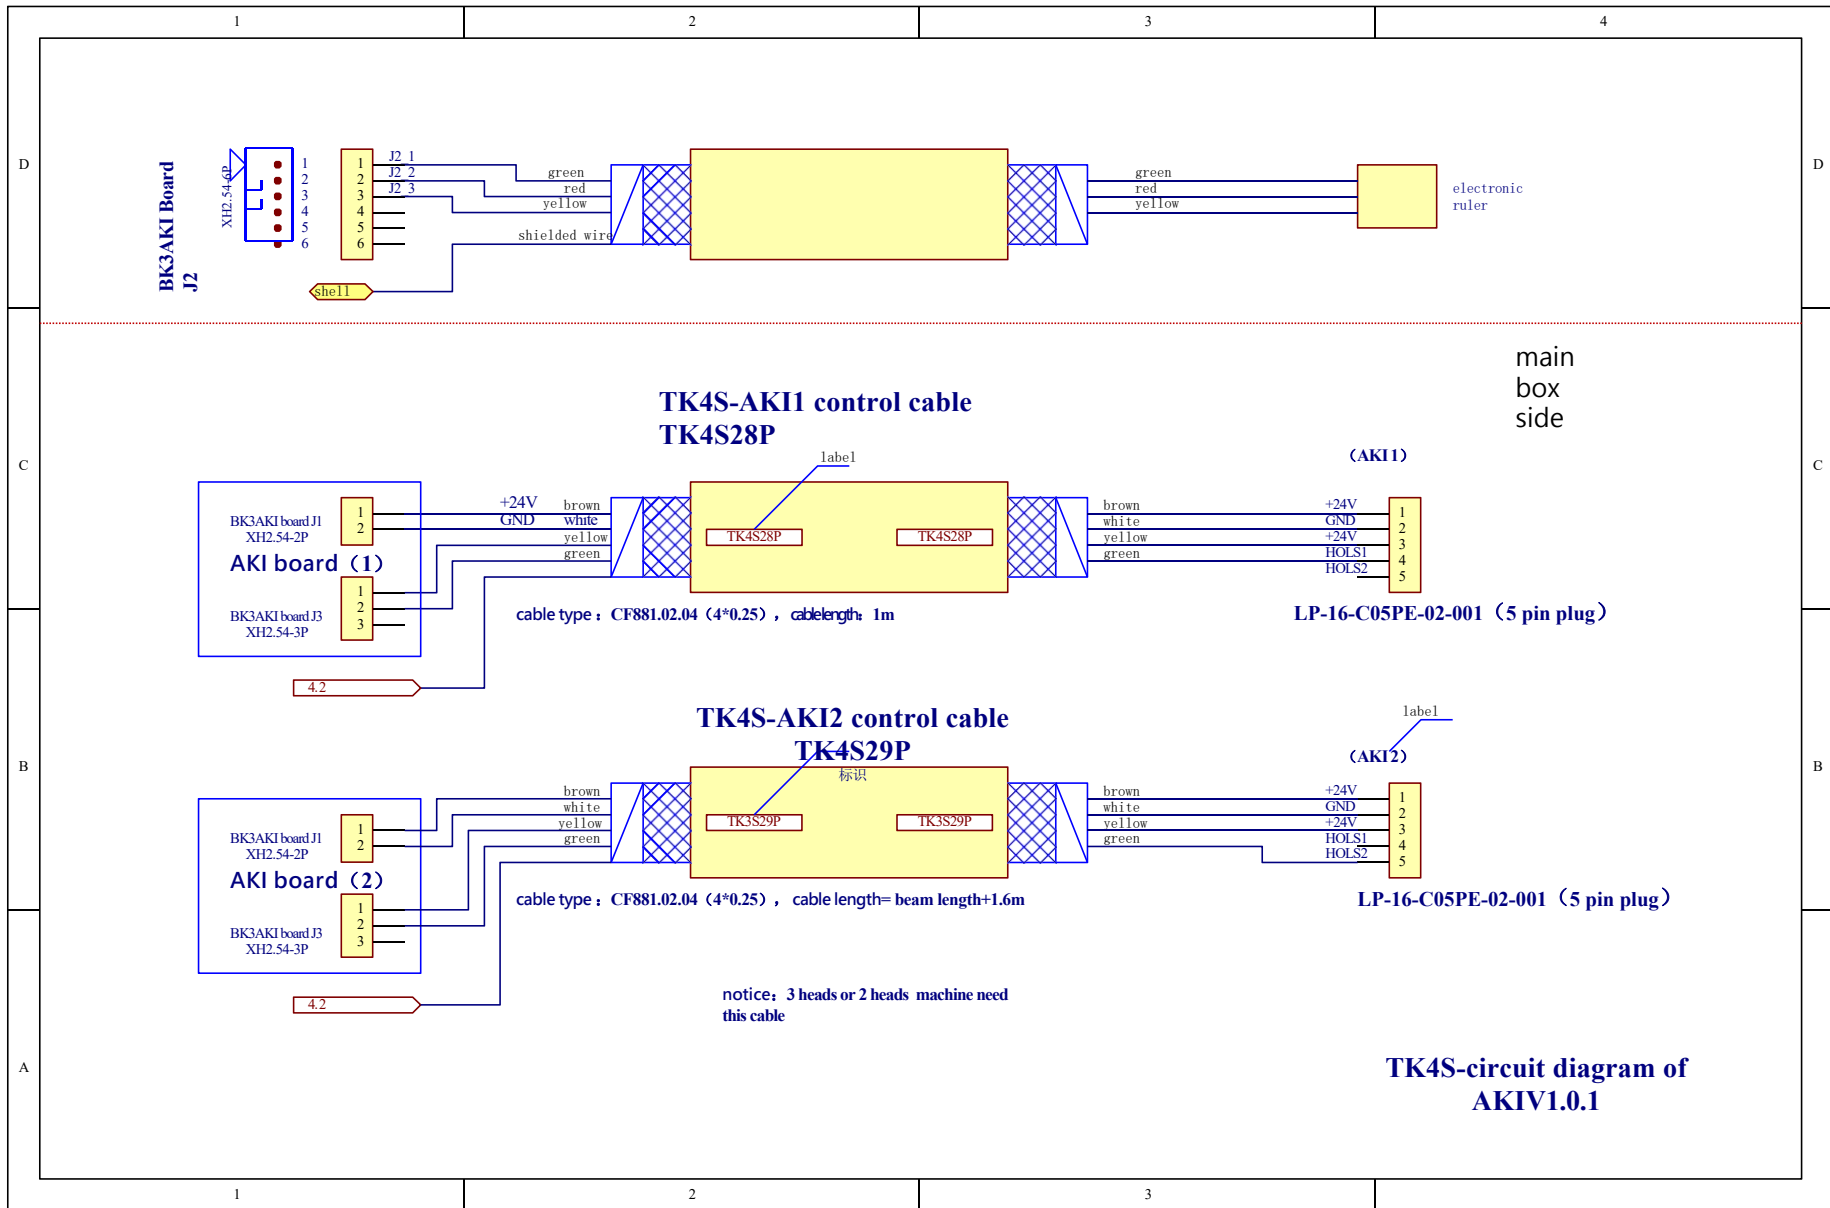 1
2
3
4
D
D
BK3AKI Board
J2
XH2.54-6P
1
2
3
4
5
6
1
2
3
4
5
6
J2_1
J2_2
J2_3
green
red
yellow
shielded wire
shell
green
red
yellow
electronic
ruler
main
box
side
TK4S-AKI1 control cable
TK4S28P
label
(AKI1)
C
C
BK3AKI board J1
XH2.54-2P
AKI board（1）
BK3AKI board J3
XH2.54-3P
1
2
1
2
3
+24V
GND
brown
white
yellow
green
TK4S28P
TK4S28P
brown
white
yellow
green
+24V
GND
+24V
HOLS1
HOLS2
1
2
3
4
5
cable type：CF881.02.04（4*0.25），cablelength：1m
LP-16-C05PE-02-001（5 pin plug）
4.2
TK4S-AKI2 control cable
TK4S29P
标识
label
(AKI2)
B
B
BK3AKI board J1
XH2.54-2P
AKI board（2）
BK3AKI board J3
XH2.54-3P
1
2
1
2
3
brown
white
yellow
green
TK3S29P
TK3S29P
brown
white
yellow
green
+24V
GND
+24V
HOLS1
HOLS2
1
2
3
4
5
cable type：CF881.02.04（4*0.25），cable length= beam length+1.6m
LP-16-C05PE-02-001（5 pin plug）
4.2
notice：3 heads or 2 heads machine need
this cable
A
TK4S-circuit diagram of
AKIV1.0.1
1
2
3